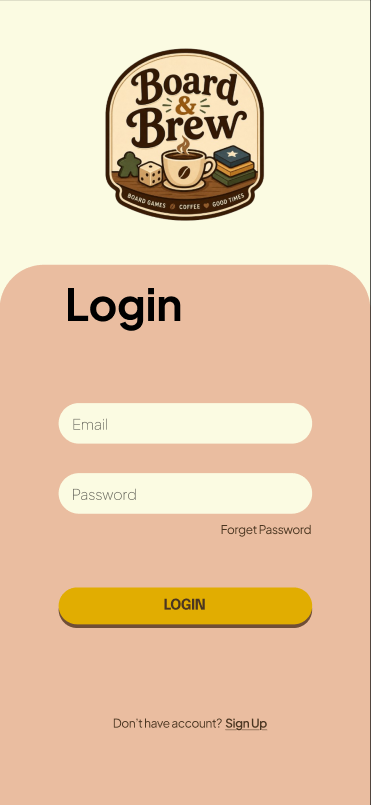 Board
&
Brew
BOARD GAMES COFFEE GOOD TIMES
Login
Email
Password
Forget Password
LOGIN
Don't have account? Sign Up